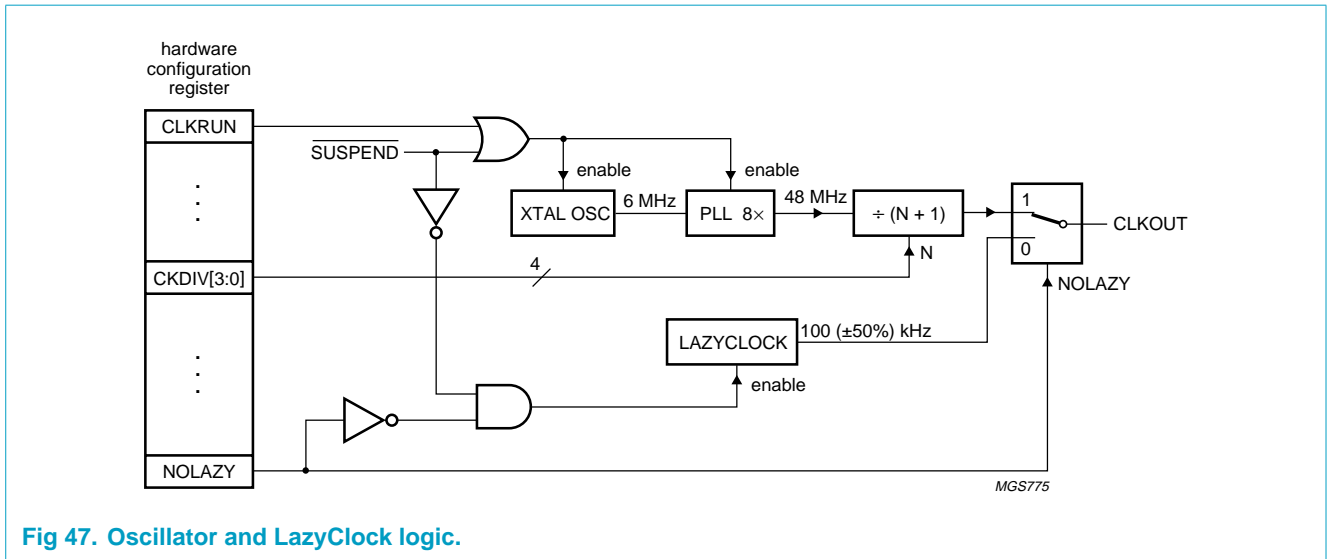 hardware
configuration
register
CLKRUN
SUSPEND
enable
enable
XTAL OSC
6 MHz
PLL 8×
48 MHz
÷ (N + 1)
1
0
CLKOUT
N
NOLAZY
CKDIV[3:0]
4
LAZYCLOCK
100 (±50%) kHz
enable
NOLAZY
MGS775
Fig 47. Oscillator and LazyClock logic.